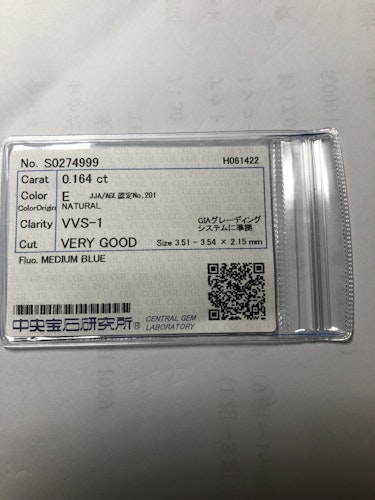 No. S0274999 H061422
Carat 0.164 ct
Color E JJA/AGL認定No.201
ColorOrigin NATURAL
Clarity VVS-1 GIAグレーディング
システムに準拠
Cut VERY GOOD Size 3.51 - 3.54 × 2.15 mm
Fluo. MEDIUM BLUE
中央宝石研究所® CENTRAL GEM
LABORATORY